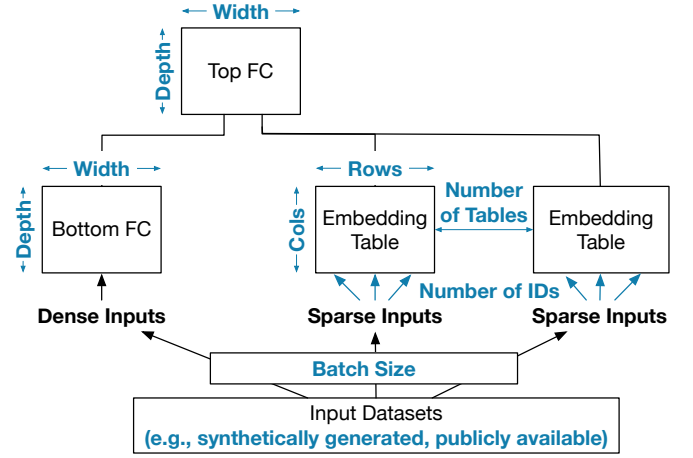 Width
Depth
Top FC
Width
Rows
Depth
Bottom FC
Cols
Embedding
Table
Number
of Tables
Embedding
Table
Number of IDs
Dense Inputs
Sparse Inputs
Sparse Inputs
Batch Size
Input Datasets
(e.g., synthetically generated, publicly available)